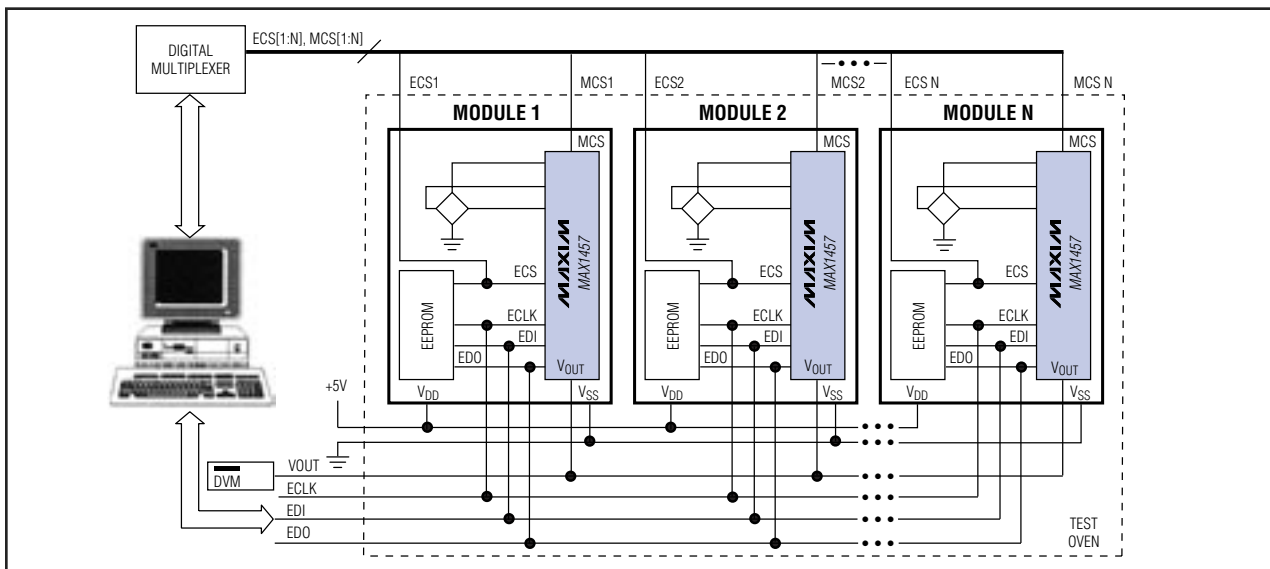 DIGITAL
MULTIPLEXER
ECS[1:N], MCS[1:N]
ECS1
MCS1
ECS2
MCS2
ECS N
MCS N
MODULE 1
MCS
MAXIM
MAX1457
EEPROM
ECS
ECLK
EDI
EDO
VOUT
VDD
VSS
MODULE 2
MCS
MAXIM
MAX1457
EEPROM
ECS
ECLK
EDI
EDO
VOUT
VDD
VSS
MODULE N
MCS
MAXIM
MAX1457
EEPROM
ECS
ECLK
EDI
EDO
VOUT
VDD
VSS
+5V
DVM
VOUT
ECLK
EDI
EDO
TEST
OVEN